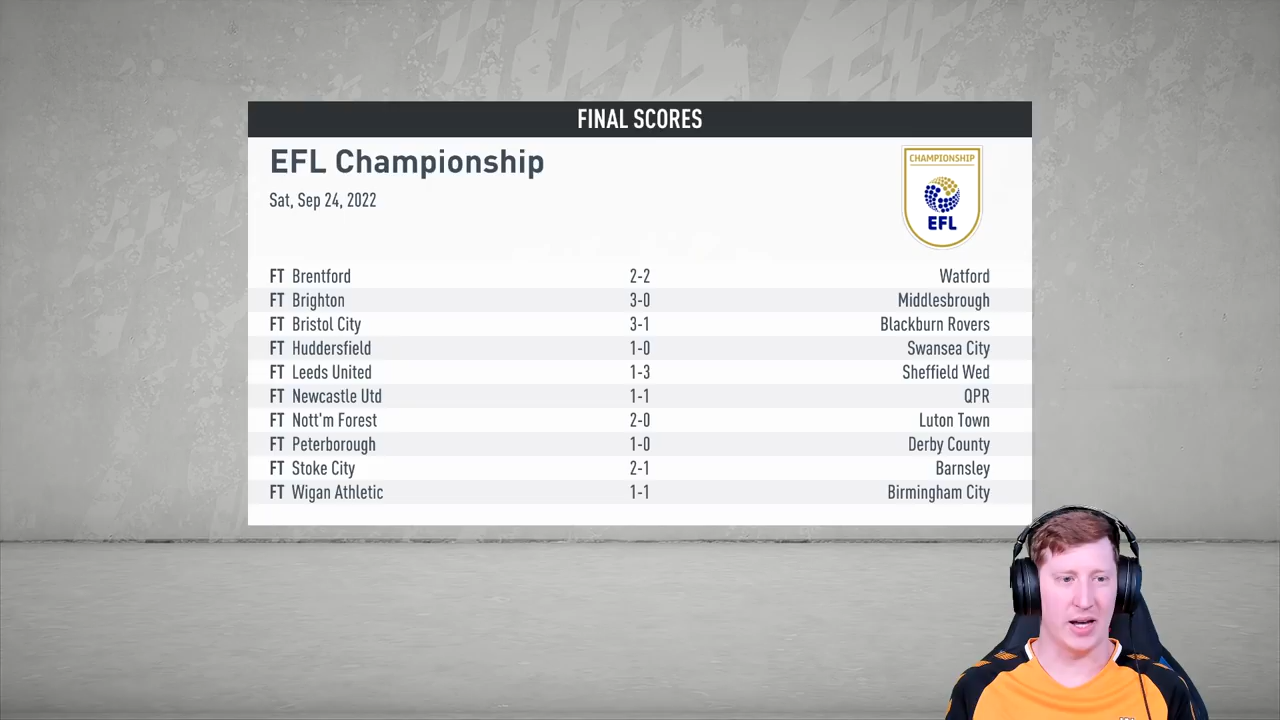 FINAL SCORES
EFL Championship
CHAMPIONSHIP
Sat, Sep 24, 2022
EFL
FT Brentford 2-2 Watford
FT Brighton 3-0 Middlesbrough
FT Bristol City 3-1 Blackburn Rovers
FT Huddersfield 1-0 Swansea City
FT Leeds United 1-3 Sheffield Wed
FT Newcastle Utd 1-1 QPR
FT Nott'm Forest 2-0 Luton Town
FT Peterborough 1-0 Derby County
FT Stoke City 2-1 Barnsley
FT Wigan Athletic 1-1 Birmingham City